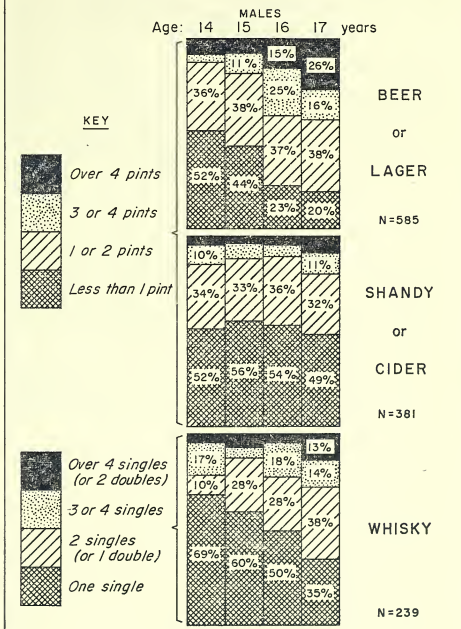 MALES
Age: 14 15 16 17 years
KEY
Over 4 pints
3 or 4 pints
1 or 2 pints
Less than 1 pint
15%
11% 26%
36% 25% 16%
38%
37% 38%
52% 44%
23% 20%
BEER
or
LAGER
N=585
10% 11%
34% 33% 36% 32%
52% 56% 54% 49%
SHANDY
or
CIDER
N=381
Over 4 singles
(or 2 doubles)
3 or 4 singles
2 singles
(or 1 double)
One single
13%
17% 18% 14%
10% 28% 28% 38%
69% 60% 50% 35%
WHISKY
N=239